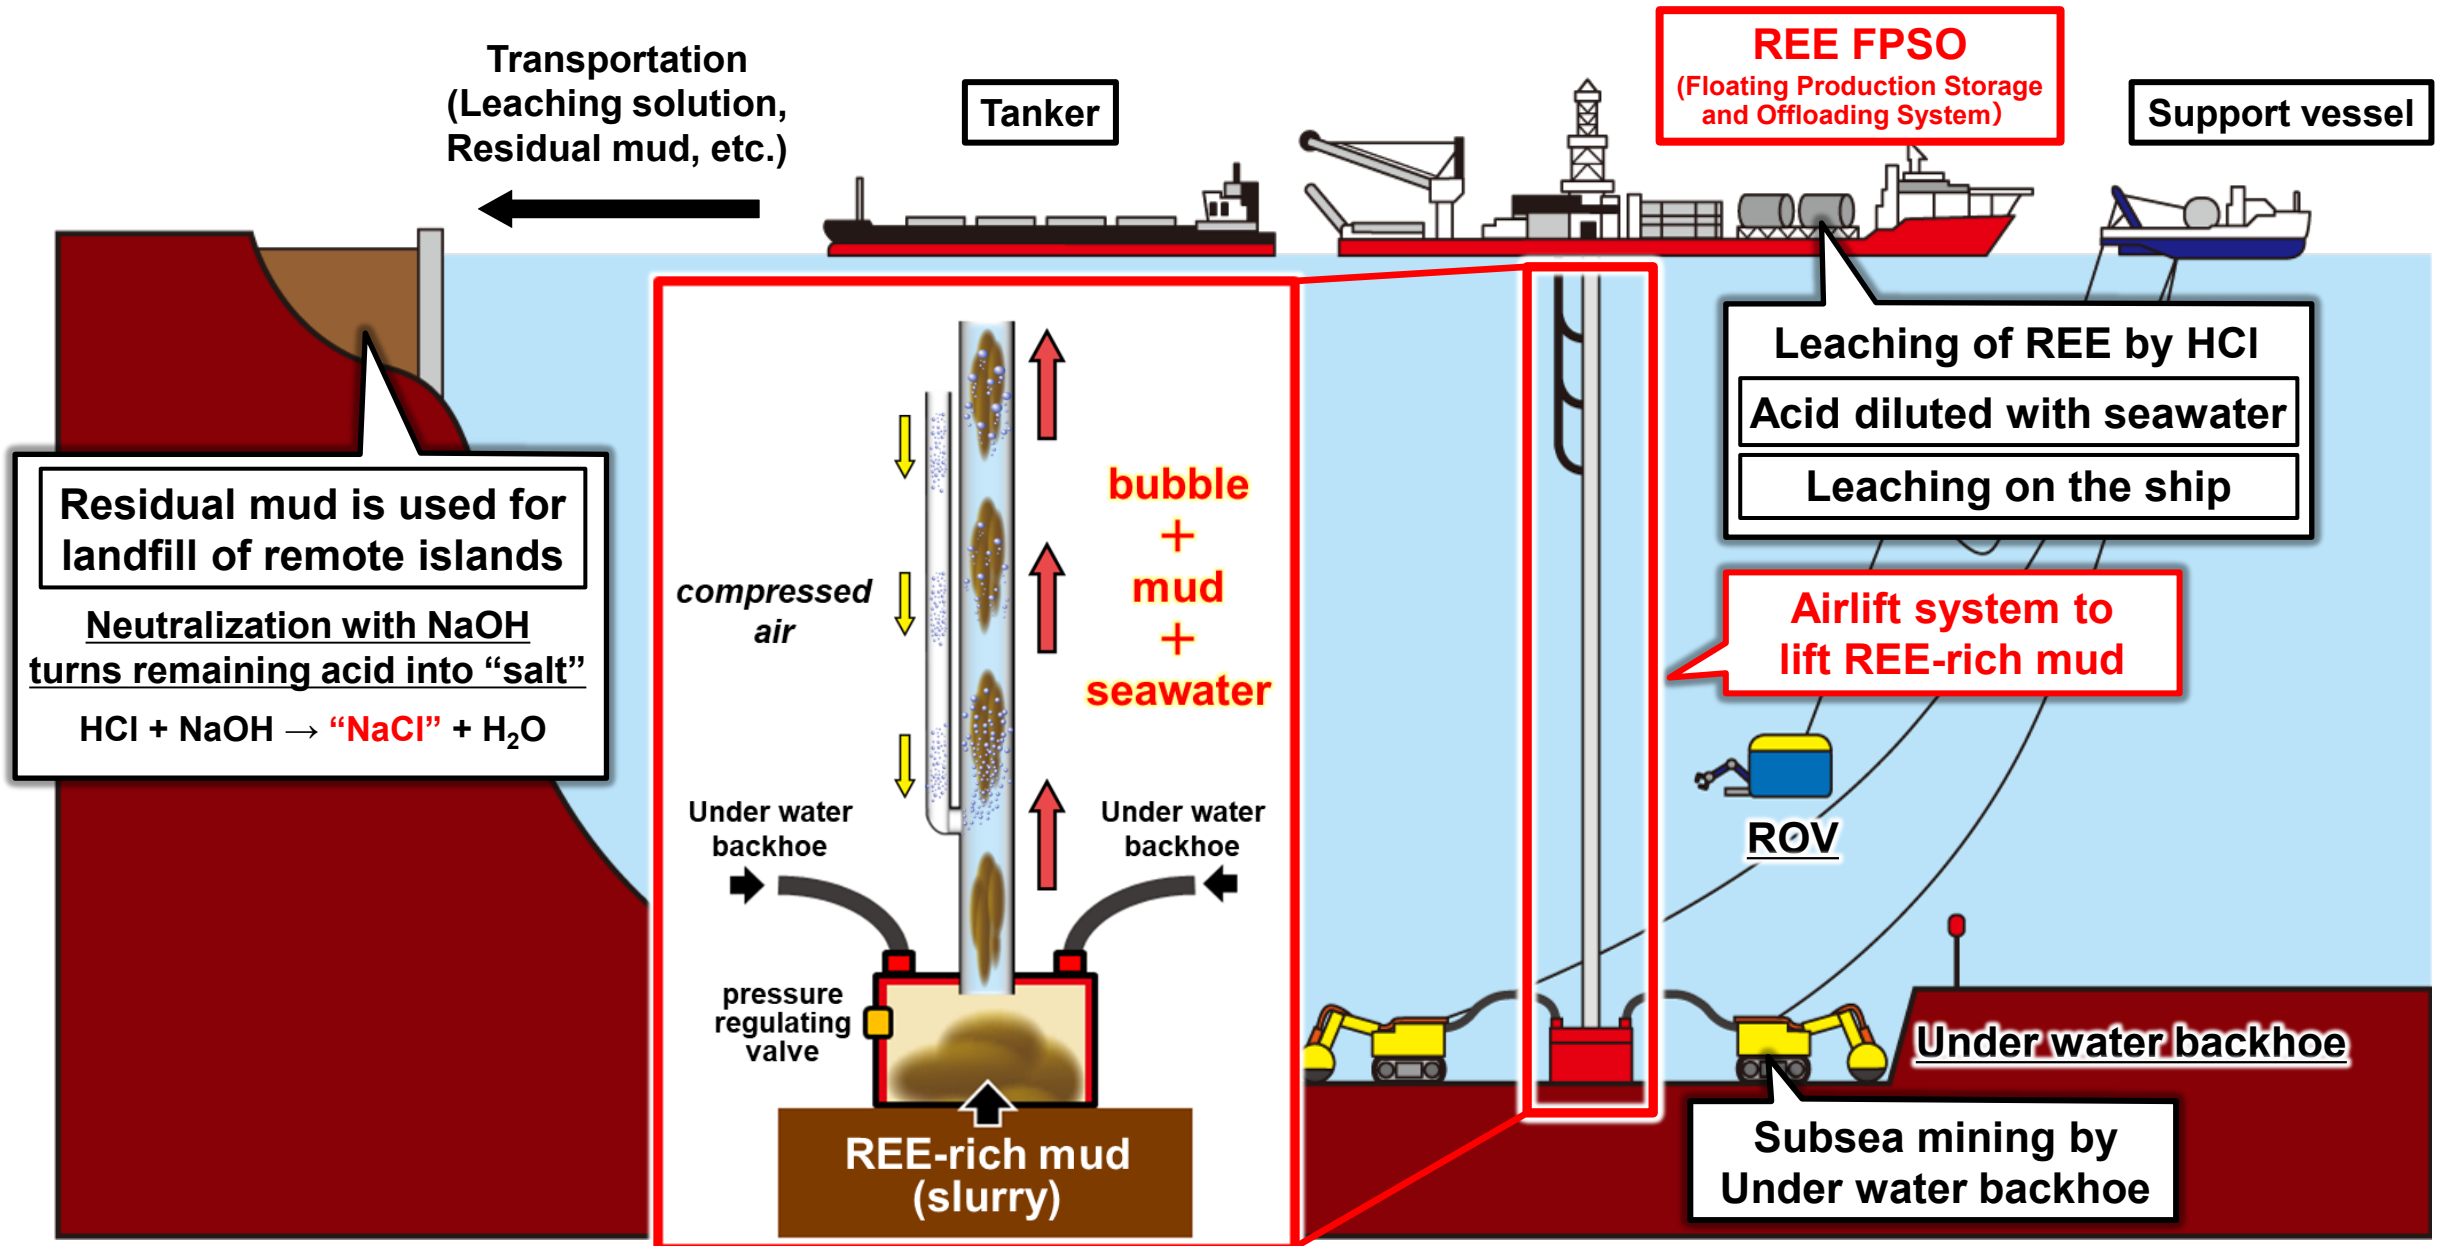 Transportation
(Leaching solution,
Residual mud, etc.)
Tanker
REE FPSO
(Floating Production Storage
and Offloading System)
Support vessel
Leaching of REE by HCl
Acid diluted with seawater
Leaching on the ship
Residual mud is used for
landfill of remote islands
Neutralization with NaOH
turns remaining acid into “salt”
HCl + NaOH → “NaCl” + H₂O
compressed
air
bubble
+
mud
+
seawater
Airlift system to
lift REE-rich mud
ROV
Under water
backhoe
Under water
backhoe
pressure
regulating
valve
REE-rich mud
(slurry)
Under water backhoe
Subsea mining by
Under water backhoe